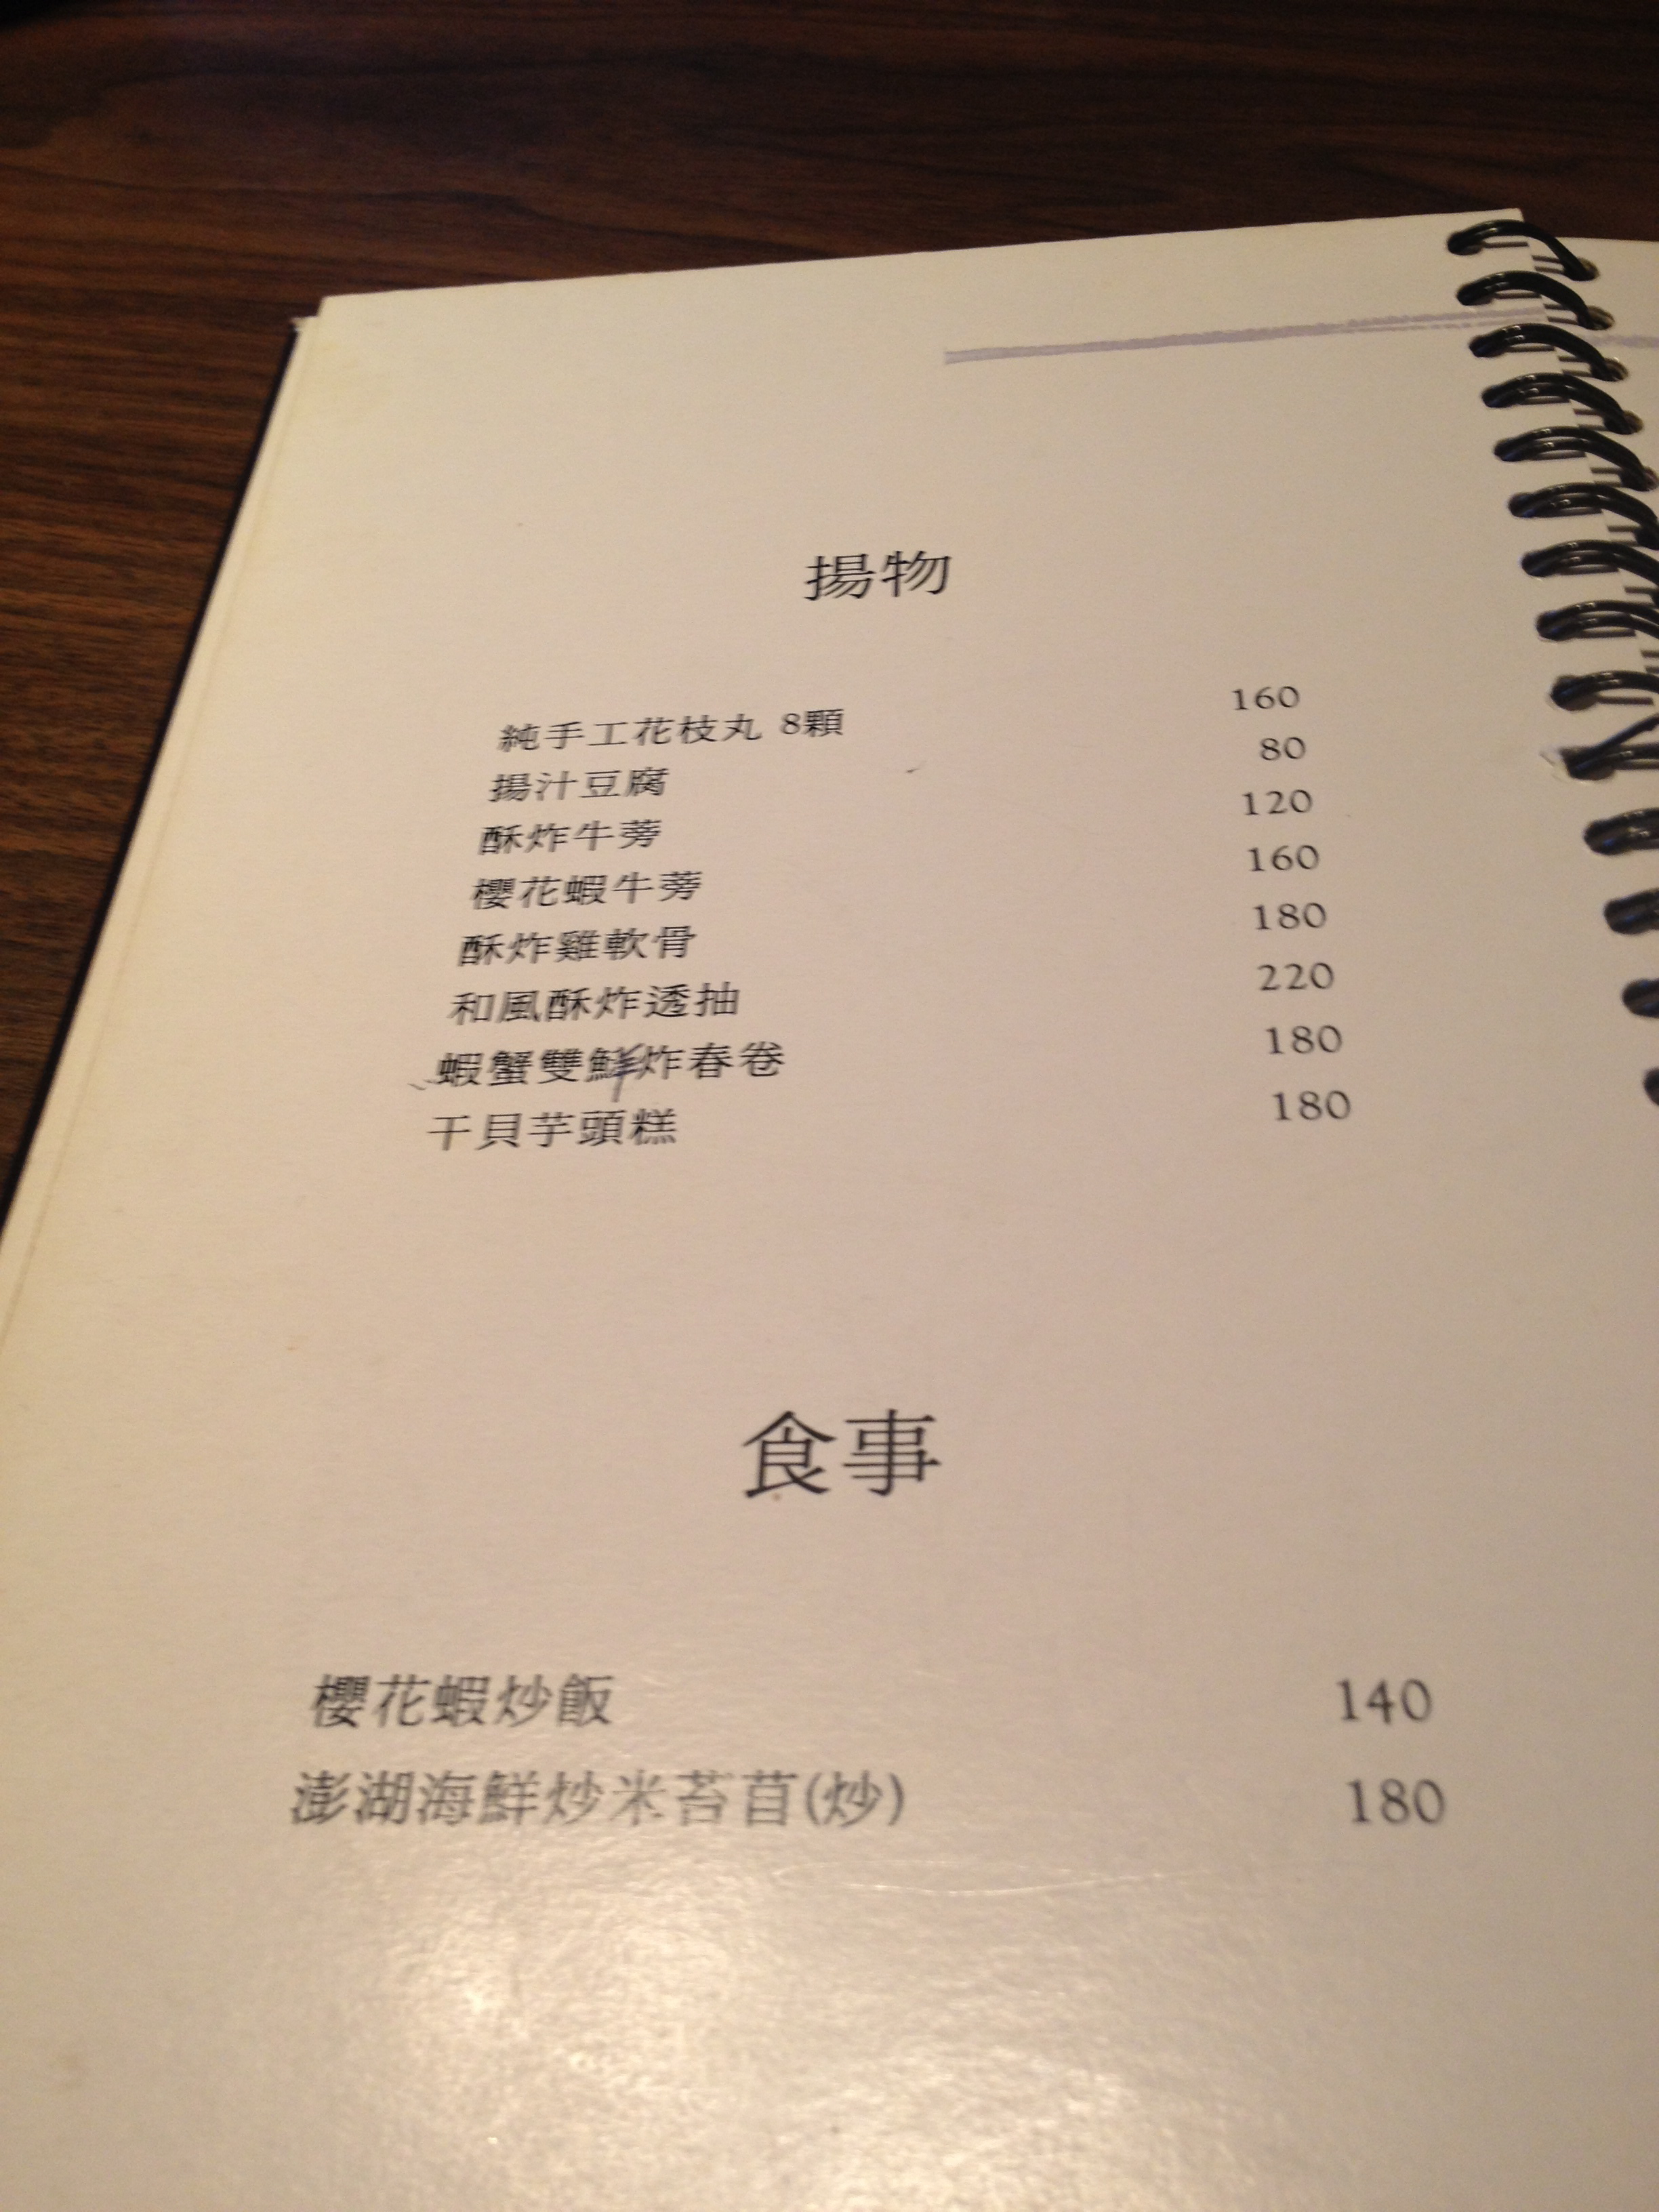 揚物
純手工花枝丸 8顆 160
揚汁豆腐 80
酥炸牛蒡 120
櫻花蝦牛蒡 160
酥炸雞軟骨 180
和風酥炸透抽 220
蝦蟹雙鮮炸春卷 180
干貝芋頭糕 180
食事
櫻花蝦炒飯 140
澎湖海鮮炒米苔苜(炒) 180